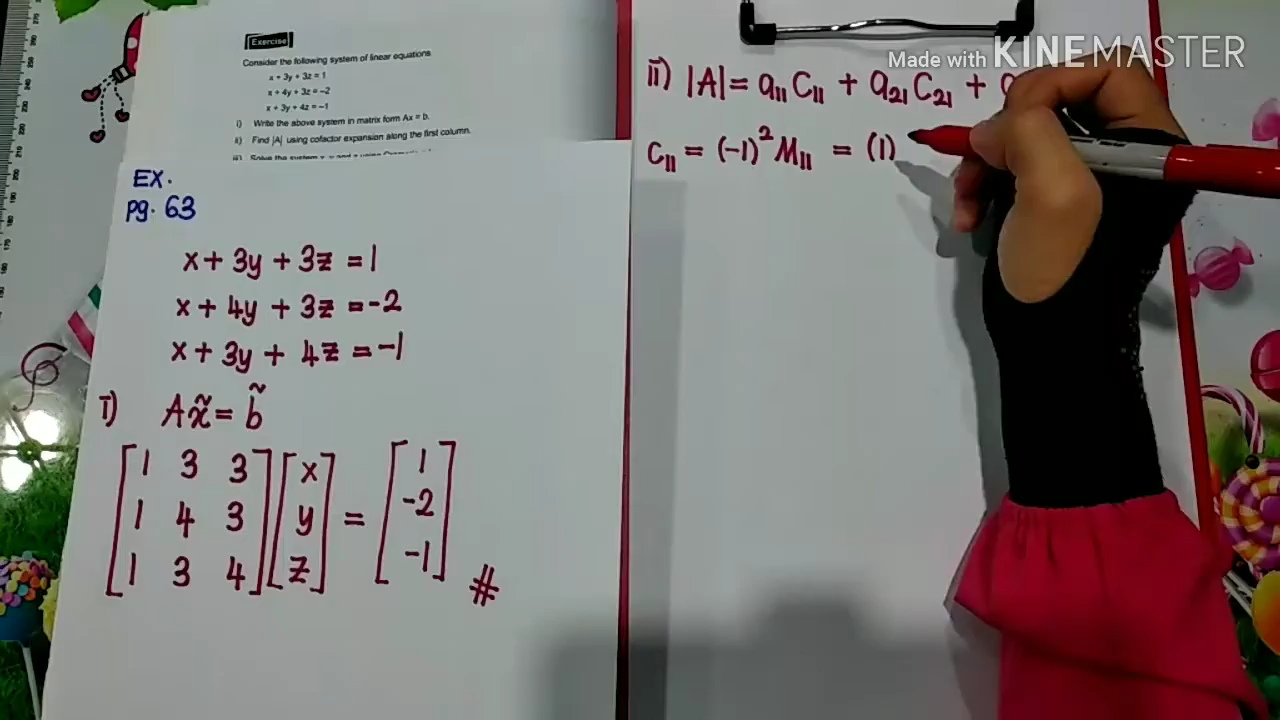 Exercise
Consider the following system of linear equations
x + 3y + 3z = 1
x + 4y + 3z = -2
x + 3y + 4z = -1
i) Write the above system in matrix form Ax = b.
ii) Find |A| using cofactor expansion along the first column.
EX.
pg. 63
x + 3y + 3z = 1
x + 4y + 3z = -2
x + 3y + 4z = -1
i) Ax̃ = b̃
[1 3 3] [x] = [1]
[1 4 3] [y] = [-2]
[1 3 4] [z] = [-1] #
Made with KINEMASTER
ii) |A| = a₁₁ C₁₁ + a₂₁ C₂₁ +
C₁₁ = (-1)² M₁₁ = (1)